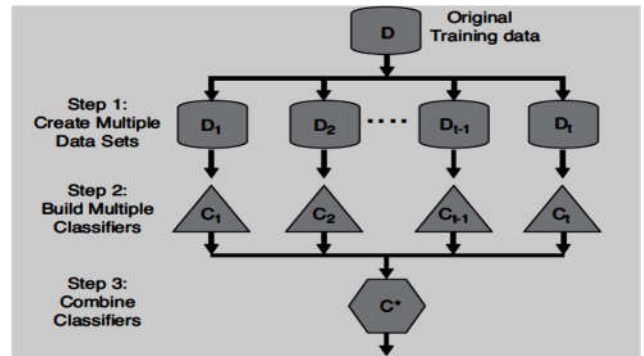 D
Original
Training data
Step 1:
Create Multiple
Data Sets
D1
D2
....
Dt-1
Dt
Step 2:
Build Multiple
Classifiers
C1
C2
Ct-1
Ct
Step 3:
Combine
Classifiers
C*